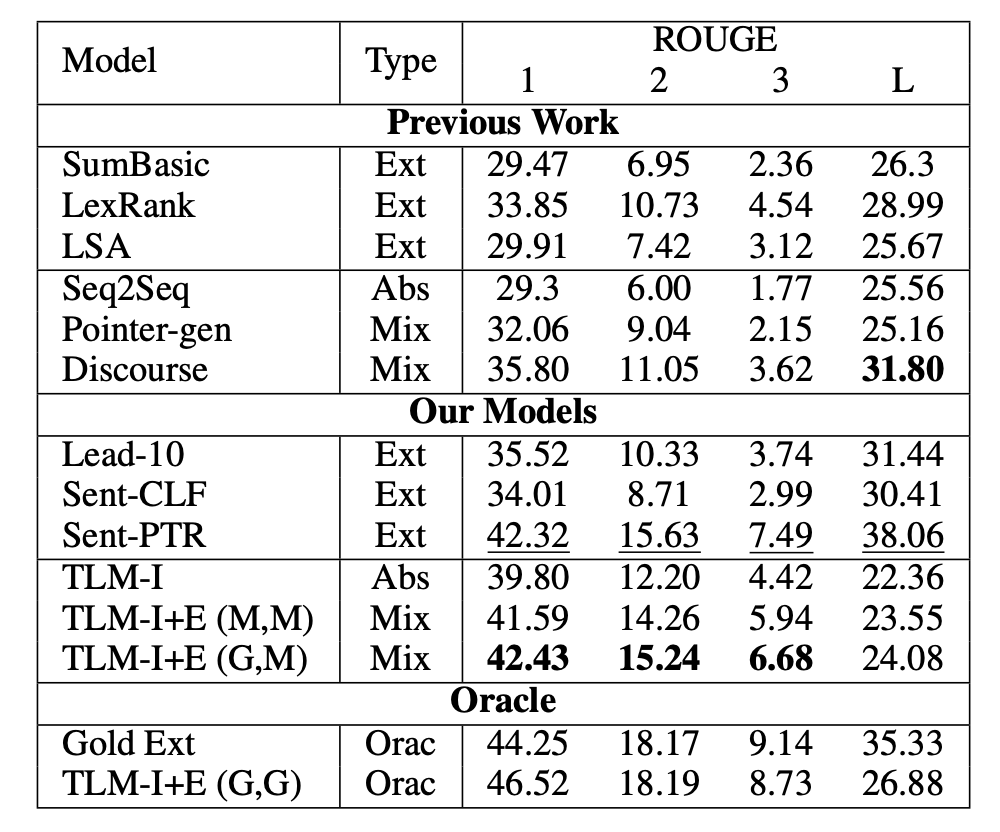 Model Type ROUGE
1 2 3 L
Previous Work
SumBasic Ext 29.47 6.95 2.36 26.3
LexRank Ext 33.85 10.73 4.54 28.99
LSA Ext 29.91 7.42 3.12 25.67
Seq2Seq Abs 29.3 6.00 1.77 25.56
Pointer-gen Mix 32.06 9.04 2.15 25.16
Discourse Mix 35.80 11.05 3.62 31.80
Our Models
Lead-10 Ext 35.52 10.33 3.74 31.44
Sent-CLF Ext 34.01 8.71 2.99 30.41
Sent-PTR Ext 42.32 15.63 7.49 38.06
TLM-I Abs 39.80 12.20 4.42 22.36
TLM-I+E (M,M) Mix 41.59 14.26 5.94 23.55
TLM-I+E (G,M) Mix 42.43 15.24 6.68 24.08
Oracle
Gold Ext Orac 44.25 18.17 9.14 35.33
TLM-I+E (G,G) Orac 46.52 18.19 8.73 26.88